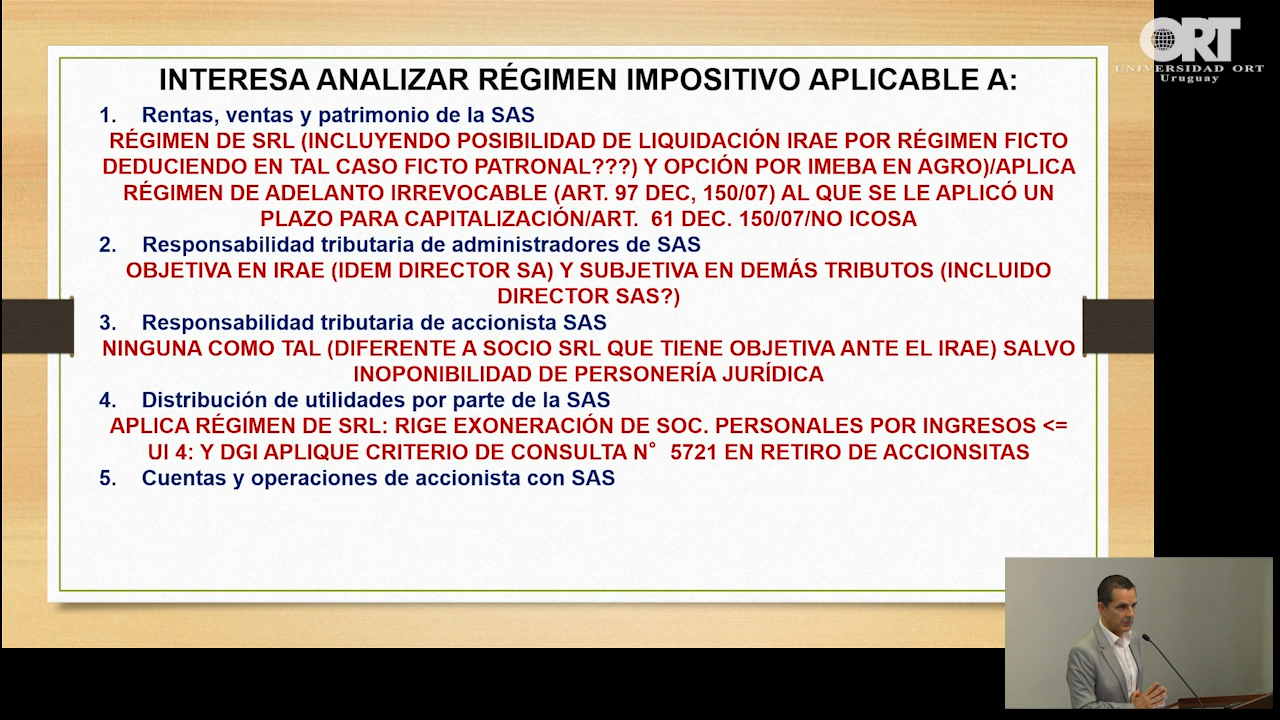 ORT
UNIVERSIDAD ORT
Uruguay
INTERESA ANALIZAR RÉGIMEN IMPOSITIVO APLICABLE A:
1. Rentas, ventas y patrimonio de la SAS
RÉGIMEN DE SRL (INCLUYENDO POSIBILIDAD DE LIQUIDACIÓN IRAE POR RÉGIMEN FICTO
DEDUCIENDO EN TAL CASO FICTO PATRONAL???) Y OPCIÓN POR IMEBA EN AGRO)/APLICA
RÉGIMEN DE ADELANTO IRREVOCABLE (ART. 97 DEC, 150/07) AL QUE SE LE APLICÓ UN
PLAZO PARA CAPITALIZACIÓN/ART. 61 DEC. 150/07/NO ICOSA
2. Responsabilidad tributaria de administradores de SAS
OBJETIVA EN IRAE (IDEM DIRECTOR SA) Y SUBJETIVA EN DEMÁS TRIBUTOS (INCLUIDO
DIRECTOR SAS?)
3. Responsabilidad tributaria de accionista SAS
NINGUNA COMO TAL (DIFERENTE A SOCIO SRL QUE TIENE OBJETIVA ANTE EL IRAE) SALVO
INOPONIBILIDAD DE PERSONERÍA JURÍDICA
4. Distribución de utilidades por parte de la SAS
APLICA RÉGIMEN DE SRL: RIGE EXONERACIÓN DE SOC. PERSONALES POR INGRESOS <=
UI 4: Y DGI APLIQUE CRITERIO DE CONSULTA N° 5721 EN RETIRO DE ACCIONSITAS
5. Cuentas y operaciones de accionista con SAS